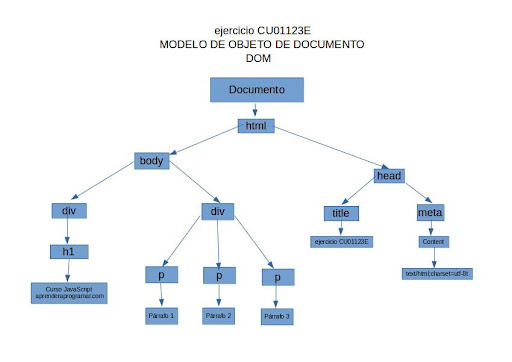 ejercicio CU01123E
MODELO DE OBJETO DE DOCUMENTO
DOM
Documento
html
body
head
div
div
title
meta
h1
ejercicio CU01123E
Content
p
p
p
text/html;charset=utf-8t
Curso JavaScript
aprenderaprogramar.com
Párrafo 1
Párrafo 2
Párrafo 3